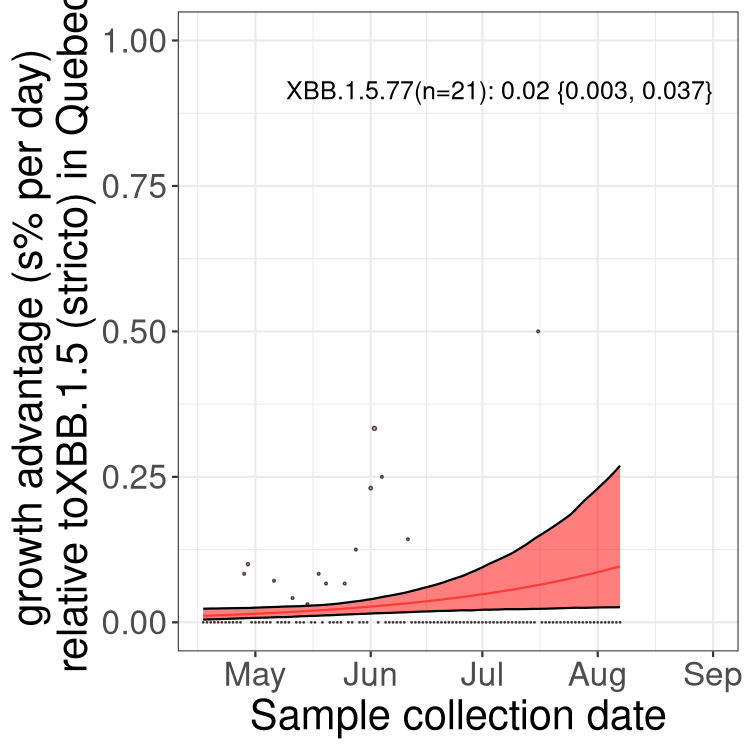 growth advantage (s% per day)
relative toXBB.1.5 (stricto) in Quebec
1.00
0.75
0.50
0.25
0.00
XBB.1.5.77(n=21): 0.02 {0.003, 0.037}
May Jun Jul Aug Sep
Sample collection date